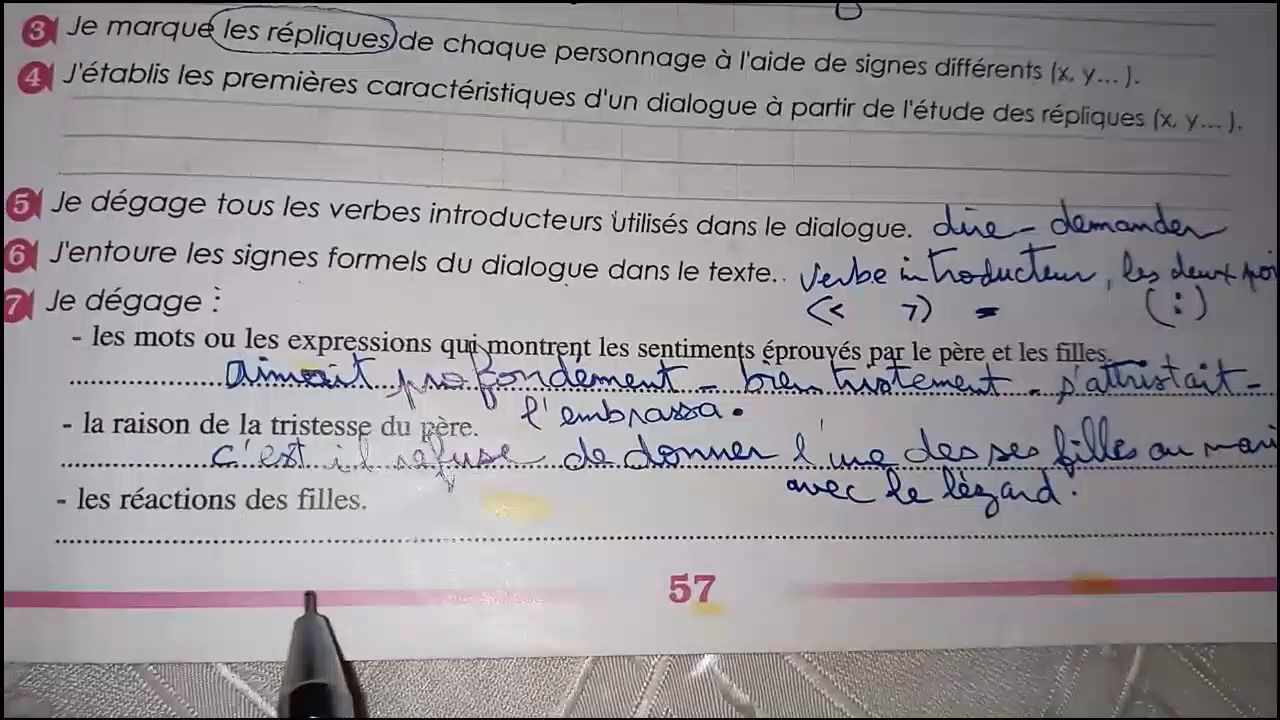 3 Je marque les répliques de chaque personnage à l'aide de signes différents (x, y... ).
4 J'établis les premières caractéristiques d'un dialogue à partir de l'étude des répliques (x, y... ).
5 Je dégage tous les verbes introducteurs utilisés dans le dialogue. dire - demander
6 J'entoure les signes formels du dialogue dans le texte.. verbe introducteur, les deux poi
<< >> - (:)
7 Je dégage :
- les mots ou les expressions qui montrent les sentiments éprouvés par le père et les filles.
aimait profondément - bien tristement - s'attristait -
l'embrassa.
- la raison de la tristesse du père.
c'est il refuse de donner l'une des ses filles au mari
avec le lézard.
- les réactions des filles.
57